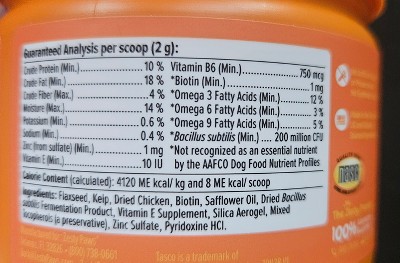 Guaranteed Analysis per scoop (2 g):
Crude Protein (Min.) 10 %
Crude Fat (Min.) 18 %
Crude Fiber (Max.) 4 %
Moisture (Max.) 14 %
Potassium (Min.) 0.6 %
Sodium (Min.) 0.4 %
Zinc (from sulfate) (Min.) 1 mg
Vitamin E (Min.) 10 IU
Vitamin B6 (Min.) 750 mcg
*Biotin (Min.) 1 mg
*Omega 3 Fatty Acids (Min.) 12 %
*Omega 6 Fatty Acids (Min.) 3 %
*Omega 9 Fatty Acids (Min.) 5 %
*Bacillus subtilis (Min.) .... 200 million CFU
*Not recognized as an essential nutrient
by the AAFCO Dog Food Nutrient Profiles
Calorie Content (calculated): 4120 ME kcal/ kg and 8 ME kcal/ scoop
Ingredients: Flaxseed, Kelp, Dried Chicken, Biotin, Safflower Oil, Dried Bacillus
subtilis Fermentation Product, Vitamin E Supplement, Silica Aerogel, Mixed
Tocopherols (a preservative), Zinc Sulfate, Pyridoxine HCl.
is a trademark of
100%